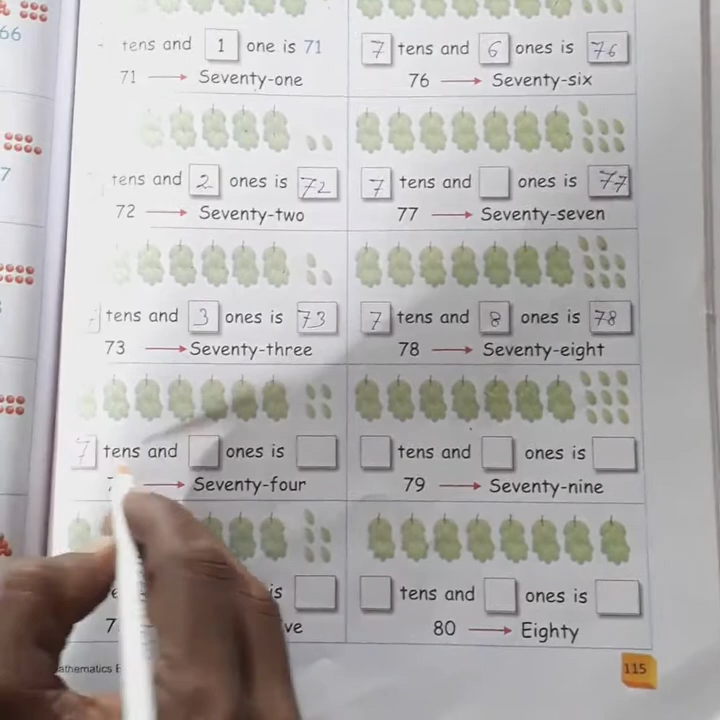 66
tens and 1 one is 71
71 → Seventy-one
tens and 2 ones is 72
72 → Seventy-two
tens and 3 ones is 73
73 → Seventy-three
7 tens and ones is
→ Seventy-four
is
7 tens and 6 ones is 76
76 → Seventy-six
7 tens and ones is 77
77 → Seventy-seven
7 tens and 8 ones is 78
78 → Seventy-eight
tens and ones is
79 → Seventy-nine
tens and ones is
80 → Eighty
115